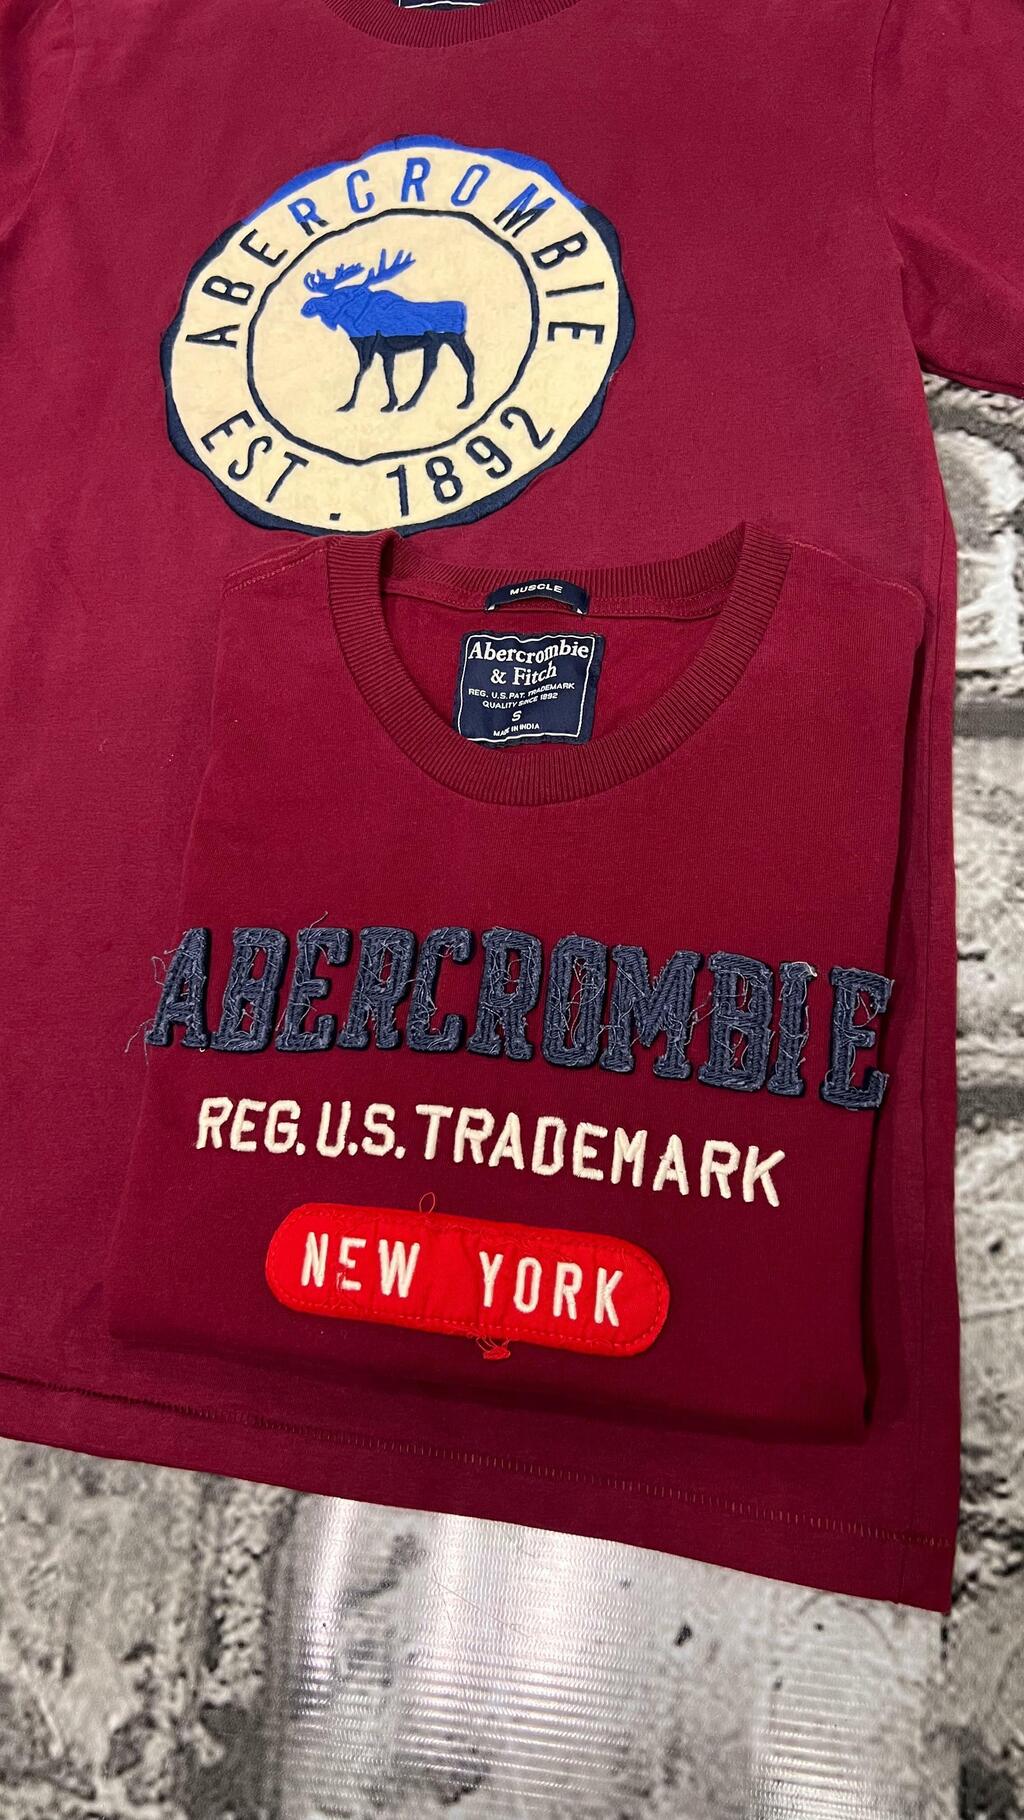 ABERCROMBIE
EST. 1892
MUSCLE
Abercrombie
& Fitch
REG. U.S. PAT. TRADEMARK
QUALITY SINCE 1892
S
MADE IN INDIA
ABERCROMBIE
REG. U.S. TRADEMARK
NEW YORK